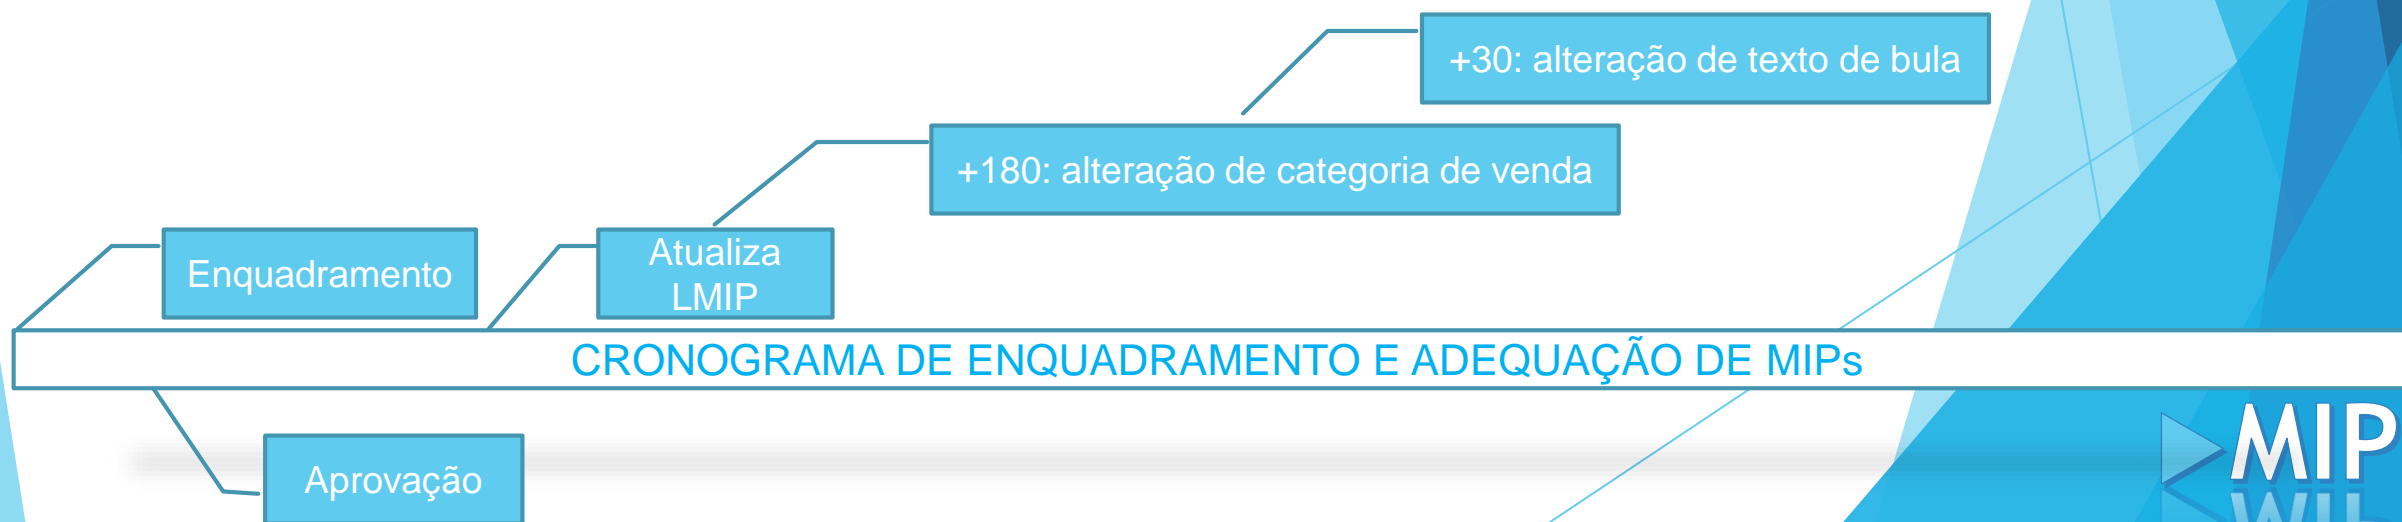 +30: alteração de texto de bula
+180: alteração de categoria de venda
Enquadramento
Atualiza
LMIP
CRONOGRAMA DE ENQUADRAMENTO E ADEQUAÇÃO DE MIPs
Aprovação
MIP